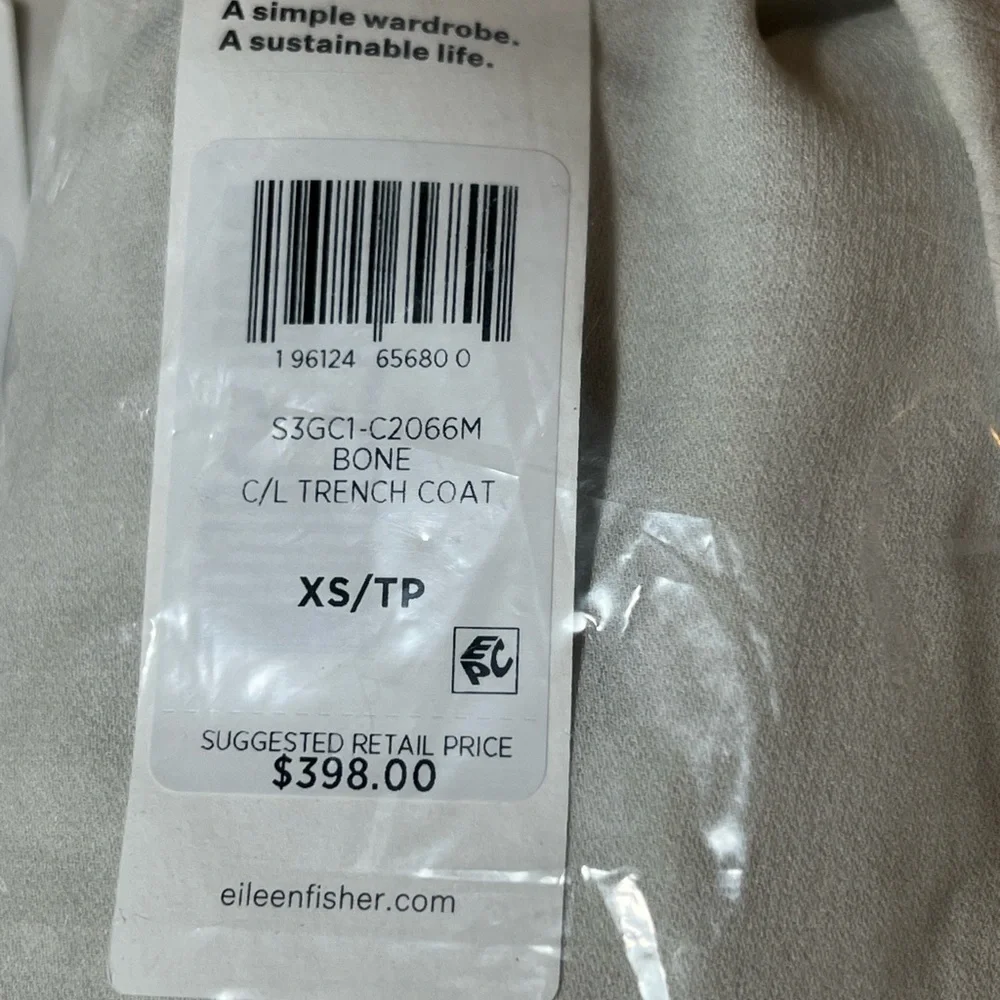 A simple wardrobe.
A sustainable life.
1 96124 65680 0
S3GC1-C2066M
BONE
C/L TRENCH COAT
XS/TP
EPC
SUGGESTED RETAIL PRICE
$398.00
eileenfisher.com